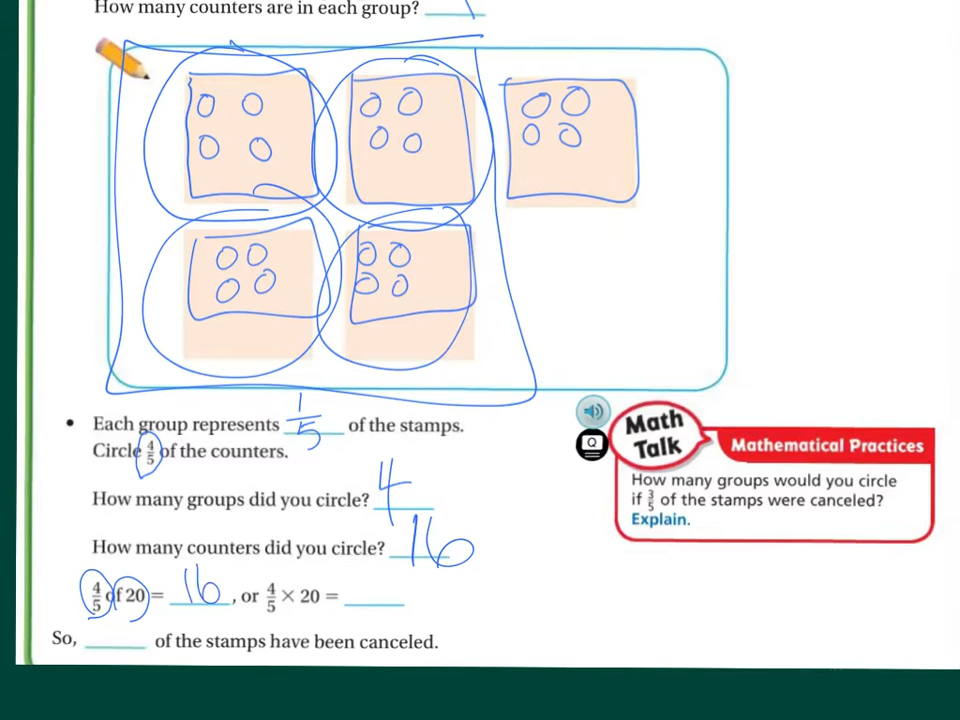 How many counters are in each group?
• Each group represents 1/5 of the stamps.
Circle 4/5 of the counters.
How many groups did you circle? 4
How many counters did you circle? 16
4/5 of 20 = 16, or 4/5 × 20 = ______
So, ______ of the stamps have been canceled.
Math
Talk
Mathematical Practices
Q
How many groups would you circle
if 3/5 of the stamps were canceled?
Explain.